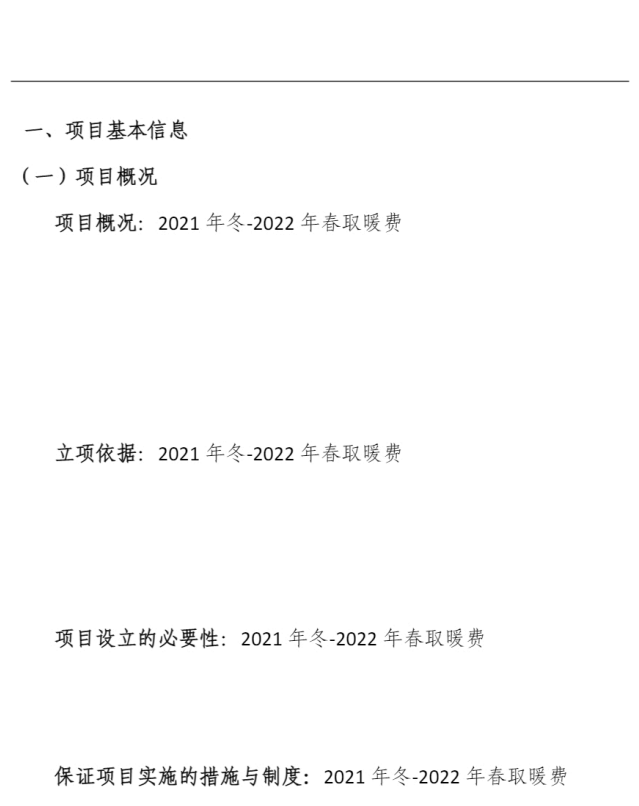 一、项目基本信息
（一）项目概况
项目概况：2021 年冬-2022 年春取暖费
立项依据：2021 年冬-2022 年春取暖费
项目设立的必要性：2021 年冬-2022 年春取暖费
保证项目实施的措施与制度：2021 年冬-2022 年春取暖费